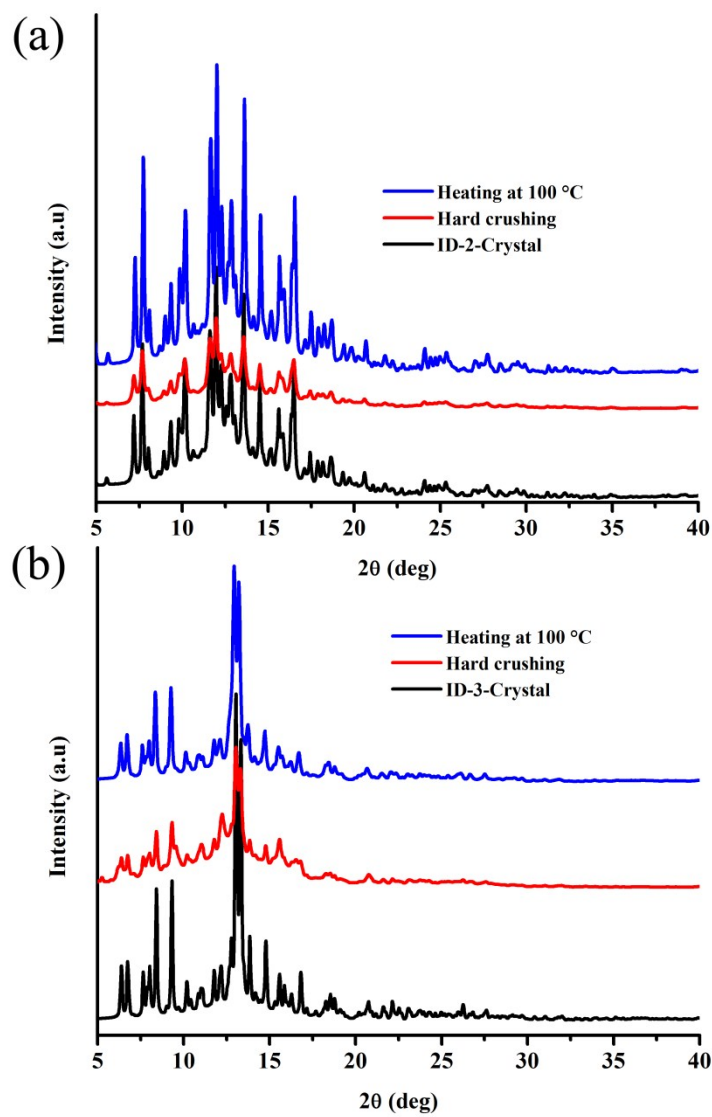 (a)
Intensity (a.u)
Heating at 100 °C
Hard crushing
ID-2-Crystal
5 10 15 20 25 30 35 40
2θ (deg)
(b)
Intensity (a.u)
Heating at 100 °C
Hard crushing
ID-3-Crystal
5 10 15 20 25 30 35 40
2θ (deg)